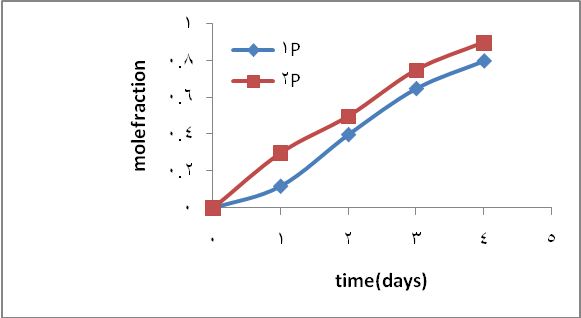 ١
٠.٨
٠.٦
٠.٤
٠.٢
٠
molefraction
١P
٢P
٠ ١ ٢ ٣ ٤ ٥
time(days)